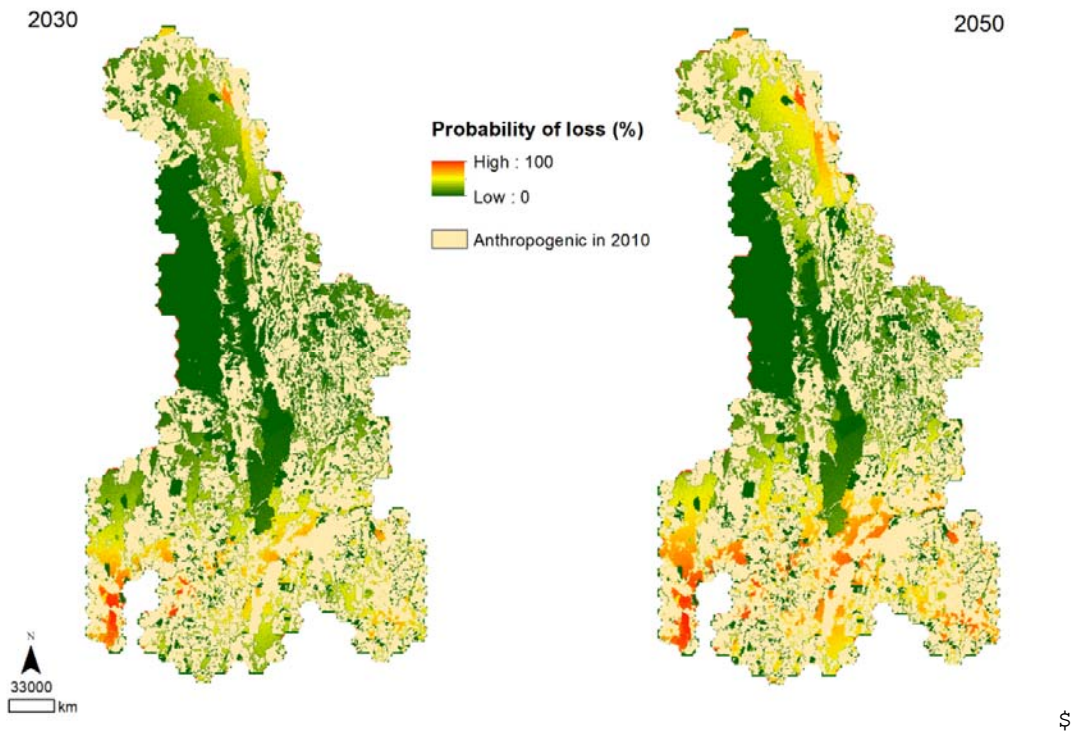 2030
2050
Probability of loss (%)
High : 100
Low : 0
Anthropogenic in 2010
N
33000
km
$